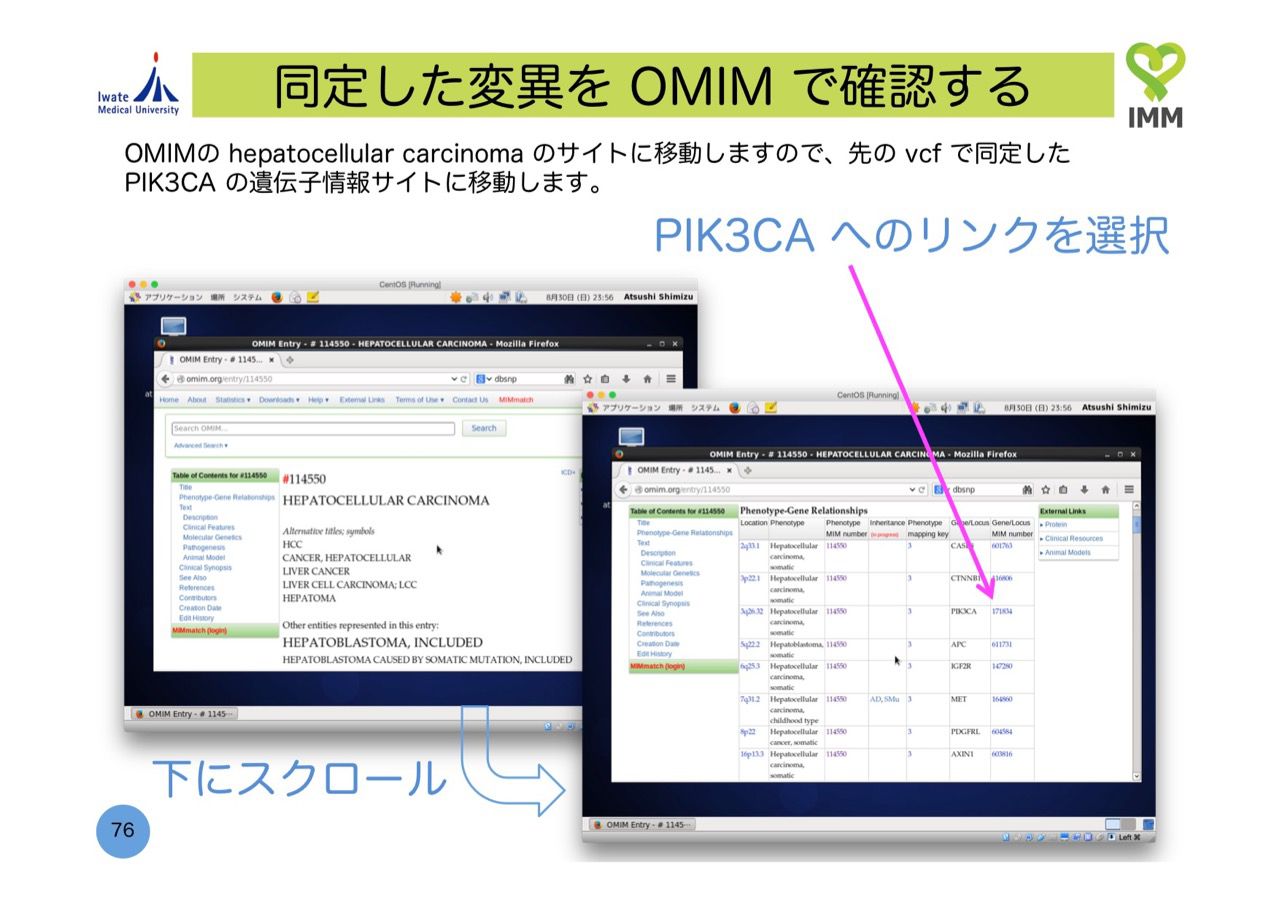 Iwate
Medical University
同定した変異を OMIM で確認する
IMM
OMIMの hepatocellular carcinoma のサイトに移動しますので、先の vcf で同定した
PIK3CA の遺伝子情報サイトに移動します。
PIK3CA へのリンクを選択
CentOS [Running]
アプリケーション 場所 システム
8月30日 (日) 23:56 Atsushi Shimizu
OMIM Entry - # 114550 - HEPATOCELLULAR CARCINOMA - Mozilla Firefox
OMIM Entry - # 1145...
omim.org/entry/114550
dbsnp
Home About Statistics Downloads Help External Links Terms of Use Contact Us MIMmatch
Search OMIM...
Search
Advanced Search
Table of Contents for #114550
Title
Phenotype-Gene Relationships
Text
Description
Clinical Features
Molecular Genetics
Pathogenesis
Animal Model
Clinical Synopsis
See Also
References
Contributors
Creation Date
Edit History
MIMmatch (login)
ICD+
#114550
HEPATOCELLULAR CARCINOMA
Alternative titles; symbols
HCC
CANCER, HEPATOCELLULAR
LIVER CANCER
LIVER CELL CARCINOMA; LCC
HEPATOMA
Other entities represented in this entry:
HEPATOBLASTOMA, INCLUDED
HEPATOBLASTOMA CAUSED BY SOMATIC MUTATION, INCLUDED
OMIM Entry - # 1145…
下にスクロール
CentOS [Running]
アプリケーション 場所 システム
8月30日 (日) 23:56 Atsushi Shimizu
OMIM Entry - # 114550 - HEPATOCELLULAR CARCINOMA - Mozilla Firefox
OMIM Entry - # 1145...
omim.org/entry/114550
dbsnp
Table of Contents for #114550
Title
Phenotype-Gene Relationships
Text
Description
Clinical Features
Molecular Genetics
Pathogenesis
Animal Model
Clinical Synopsis
See Also
References
Contributors
Creation Date
Edit History
MIMmatch (login)
Phenotype-Gene Relationships
Location Phenotype Phenotype Inheritance Phenotype Gene/Locus Gene/Locus
MIM number (in progress) mapping key MIM number
2q33.1 Hepatocellular 114550 601763
carcinoma,
somatic
3p22.1 Hepatocellular 114550 3 CTNNB1 116806
carcinoma,
somatic
3q26.32 Hepatocellular 114550 3 PIK3CA 171834
carcinoma,
somatic
5q22.2 Hepatoblastoma, 114550 3 APC 611731
somatic
6q25.3 Hepatocellular 114550 3 IGF2R 147280
carcinoma,
somatic
7q31.2 Hepatocellular 114550 AD, SMu 3 MET 164860
carcinoma,
childhood type
8p22 Hepatocellular 114550 3 PDGFRL 604584
cancer, somatic
16p13.3 Hepatocellular 114550 3 AXIN1 603816
carcinoma,
somatic
External Links
Protein
Clinical Resources
Animal Models
OMIM Entry - # 1145…
Left ⌘
76